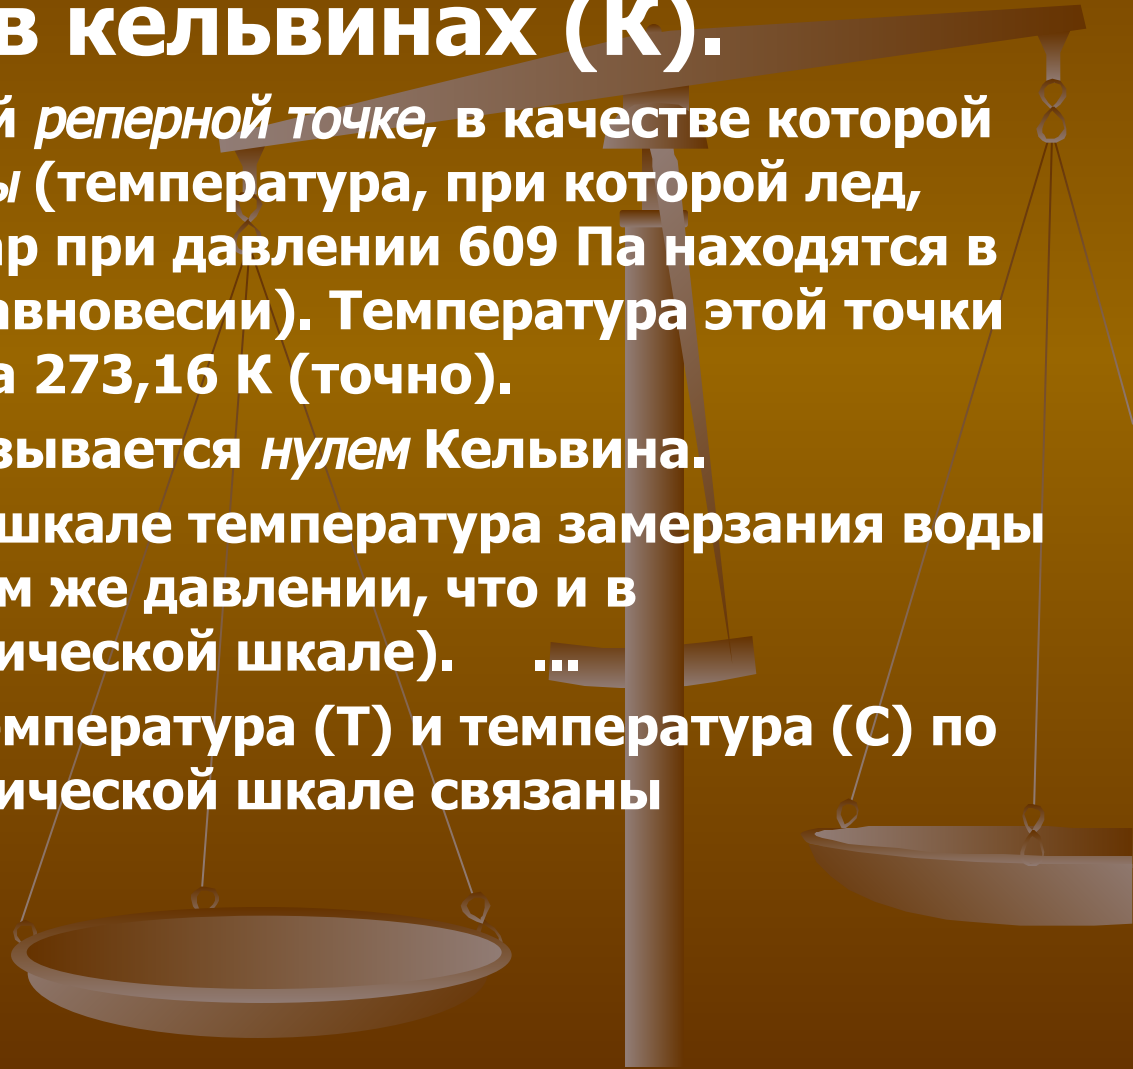 в кельвинах (К).
й реперной точке, в качестве которой
ы (температура, при которой лед,
ар при давлении 609 Па находятся в
авновесии). Температура этой точки
а 273,16 К (точно).
зывается нулем Кельвина.
шкале температура замерзания воды
м же давлении, что и в
ической шкале). ...
мпература (Т) и температура (С) по
ической шкале связаны